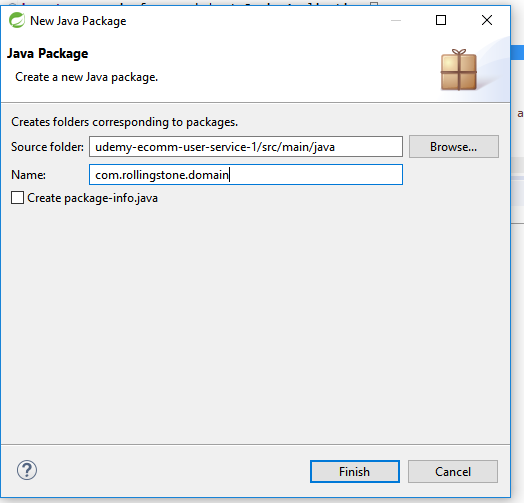 New Java Package
Java Package
Create a new Java package.
Creates folders corresponding to packages.
Source folder: udemy-ecomm-user-service-1/src/main/java Browse...
Name: com.rollingstone.domain
Create package-info.java
? Finish Cancel